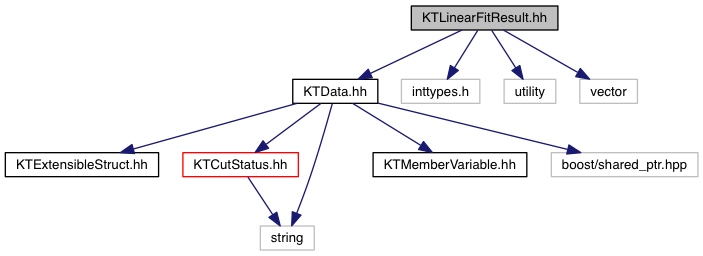 KTLinearFitResult.hh
KTData.hh
inttypes.h
utility
vector
KTExtensibleStruct.hh
KTCutStatus.hh
KTMemberVariable.hh
boost/shared_ptr.hpp
string